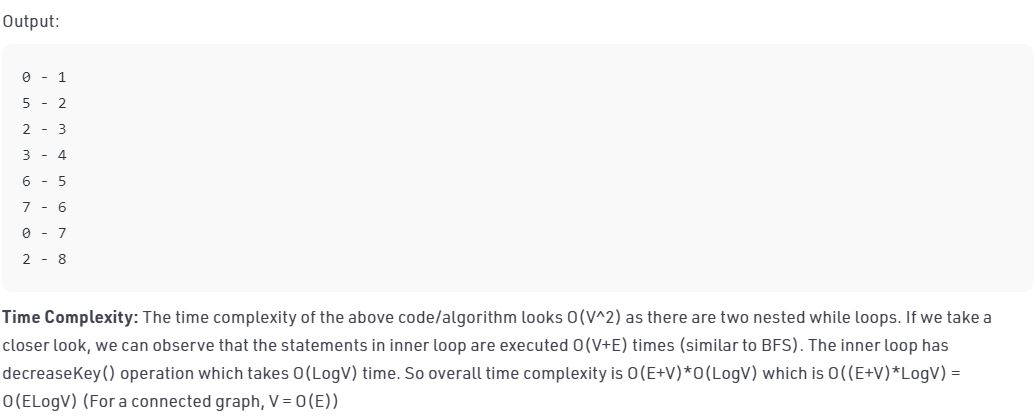 Output:
0 - 1
5 - 2
2 - 3
3 - 4
6 - 5
7 - 6
0 - 7
2 - 8
Time Complexity: The time complexity of the above code/algorithm looks O(V^2) as there are two nested while loops. If we take a
closer look, we can observe that the statements in inner loop are executed O(V+E) times (similar to BFS). The inner loop has
decreaseKey() operation which takes O(LogV) time. So overall time complexity is O(E+V)*O(LogV) which is O((E+V)*LogV) =
O(ELogV) (For a connected graph, V = O(E))